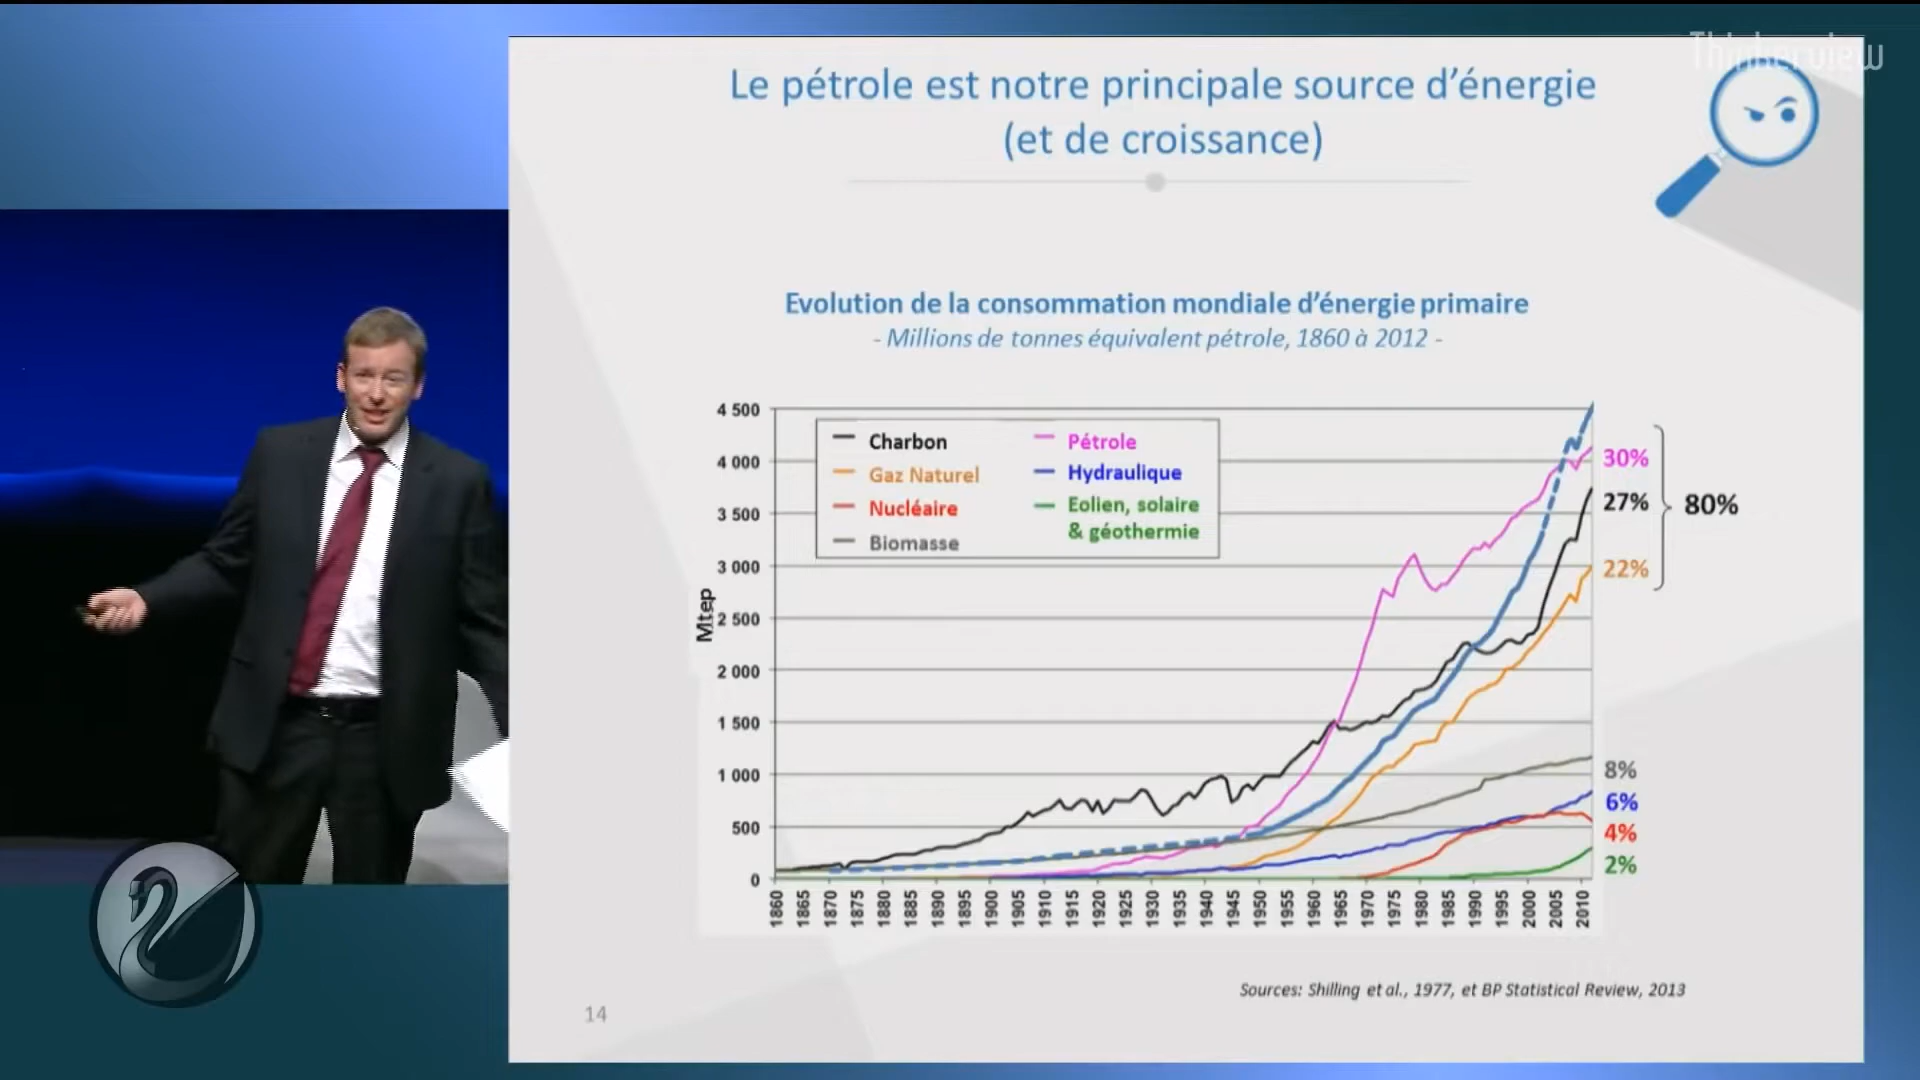 Thinkerview
Le pétrole est notre principale source d'énergie
(et de croissance)
Evolution de la consommation mondiale d'énergie primaire
- Millions de tonnes équivalent pétrole, 1860 à 2012 -
Mtep
4 500
4 000
3 500
3 000
2 500
2 000
1 500
1 000
500
0
Charbon
Gaz Naturel
Nucléaire
Biomasse
Pétrole
Hydraulique
Eolien, solaire
& géothermie
30%
27%
22%
80%
8%
6%
4%
2%
1860 1865 1870 1875 1880 1885 1890 1895 1900 1905 1910 1915 1920 1925 1930 1935 1940 1945 1950 1955 1960 1965 1970 1975 1980 1985 1990 1995 2000 2005 2010
Sources: Shilling et al., 1977, et BP Statistical Review, 2013
14